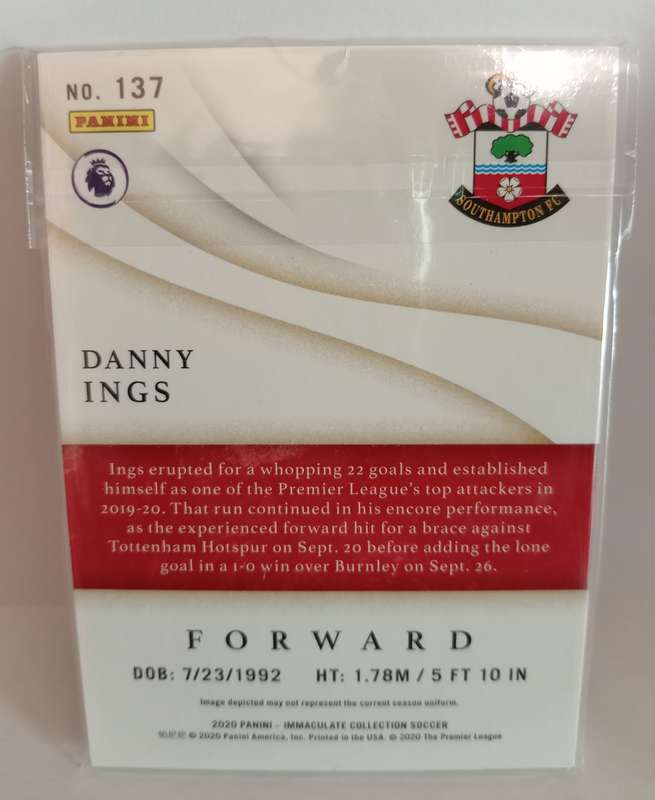 NO. 137
PANINI
SOUTHAMPTON FC
DANNY
INGS
Ings erupted for a whopping 22 goals and established
himself as one of the Premier League's top attackers in
2019-20. That run continued in his encore performance,
as the experienced forward hit for a brace against
Tottenham Hotspur on Sept. 20 before adding the lone
goal in a 1-0 win over Burnley on Sept. 26.
FORWARD
DOB: 7/23/1992 HT: 1.78M / 5 FT 10 IN
Image depicted may not represent the current season uniform.
2020 PANINI – IMMACULATE COLLECTION SOCCER
© 2020 Panini America, Inc. Printed in the USA. © 2020 The Premier League